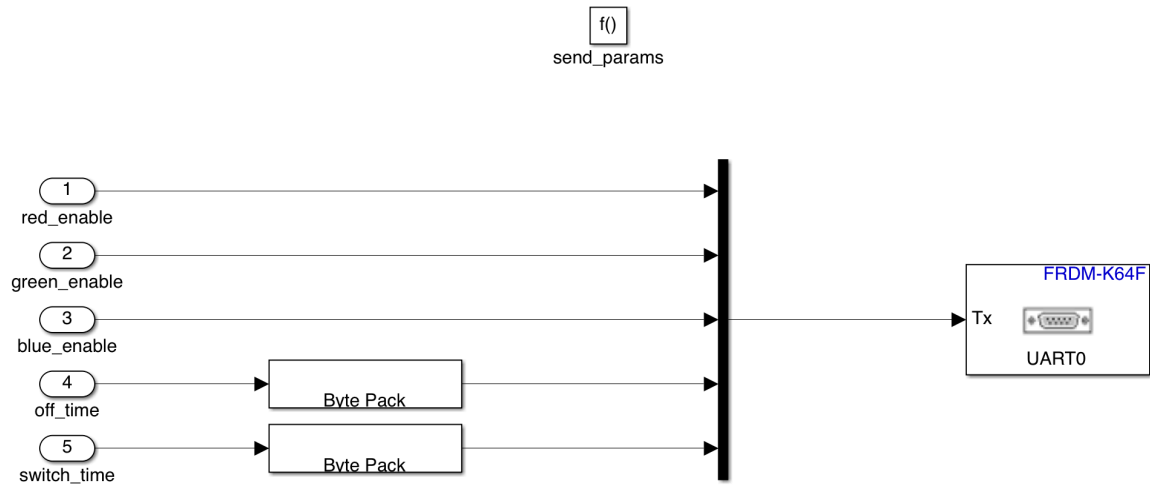 f()
send_params
1
red_enable
2
green_enable
3
blue_enable
4
off_time
Byte Pack
5
switch_time
Byte Pack
FRDM-K64F
Tx
UART0